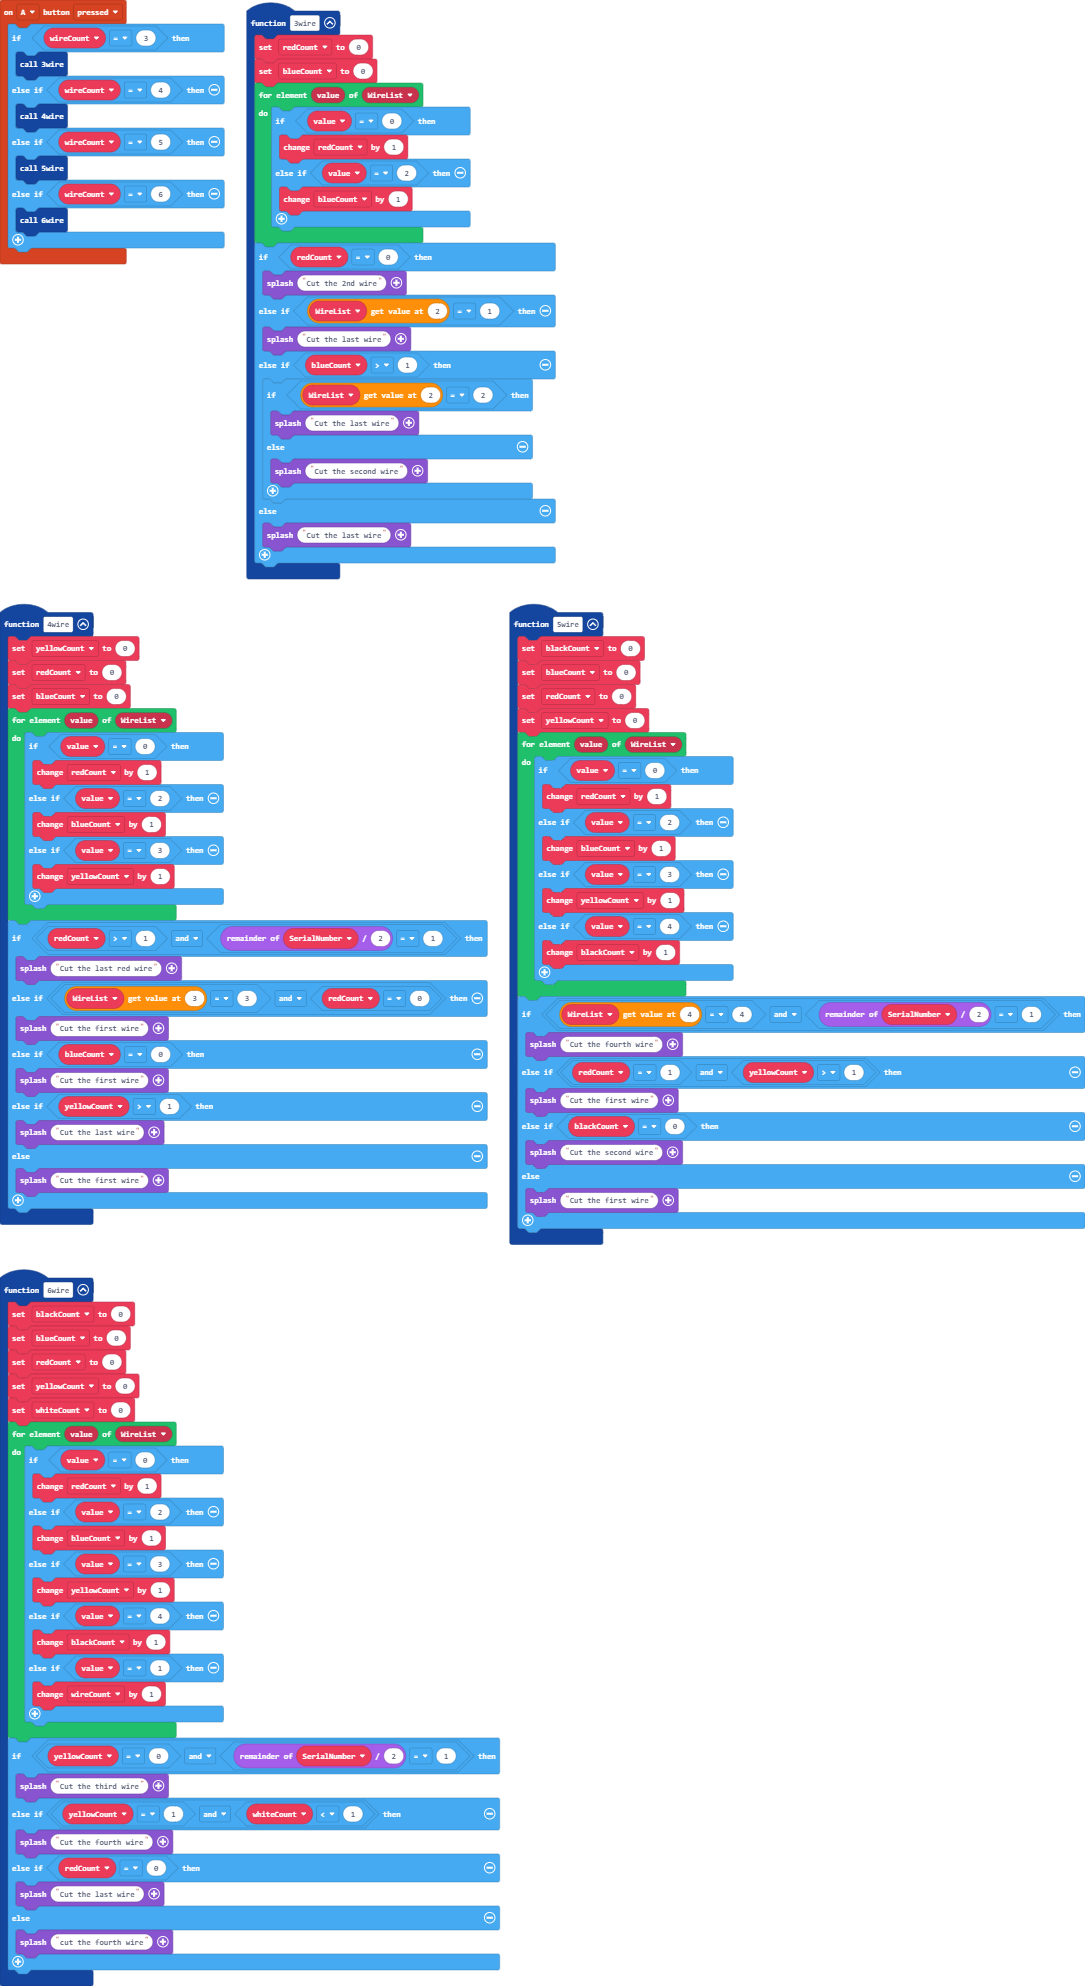 on A button pressed
if wireCount = 3 then
call 3wire
else if wireCount = 4 then
call 4wire
else if wireCount = 5 then
call 5wire
else if wireCount = 6 then
call 6wire
function 3wire
set redCount to 0
set blueCount to 0
for element value of WireList
do
if value = 0 then
change redCount by 1
else if value = 2 then
change blueCount by 1
if redCount = 0 then
splash "Cut the 2nd wire"
else if WireList get value at 2 = 1 then
splash "Cut the last wire"
else if blueCount > 1 then
if WireList get value at 2 = 2 then
splash "Cut the last wire"
else
splash "Cut the second wire"
else
splash "Cut the last wire"
function 4wire
set yellowCount to 0
set redCount to 0
set blueCount to 0
for element value of WireList
do
if value = 0 then
change redCount by 1
else if value = 2 then
change blueCount by 1
else if value = 3 then
change yellowCount by 1
if redCount > 1 and remainder of SerialNumber / 2 = 1 then
splash "Cut the last red wire"
else if WireList get value at 3 = 3 and redCount = 0 then
splash "Cut the first wire"
else if blueCount = 0 then
splash "Cut the first wire"
else if yellowCount > 1 then
splash "Cut the last wire"
else
splash "Cut the first wire"
function 5wire
set blackCount to 0
set blueCount to 0
set redCount to 0
set yellowCount to 0
for element value of WireList
do
if value = 0 then
change redCount by 1
else if value = 2 then
change blueCount by 1
else if value = 3 then
change yellowCount by 1
else if value = 4 then
change blackCount by 1
if WireList get value at 4 = 4 and remainder of SerialNumber / 2 = 1 then
splash "Cut the fourth wire"
else if redCount = 1 and yellowCount > 1 then
splash "Cut the first wire"
else if blackCount = 0 then
splash "Cut the second wire"
else
splash "Cut the first wire"
function 6wire
set blackCount to 0
set blueCount to 0
set redCount to 0
set yellowCount to 0
set whiteCount to 0
for element value of WireList
do
if value = 0 then
change redCount by 1
else if value = 2 then
change blueCount by 1
else if value = 3 then
change yellowCount by 1
else if value = 4 then
change blackCount by 1
else if value = 1 then
change wireCount by 1
if yellowCount = 0 and remainder of SerialNumber / 2 = 1 then
splash "Cut the third wire"
else if yellowCount = 1 and whiteCount < 1 then
splash "Cut the fourth wire"
else if redCount = 0 then
splash "Cut the last wire"
else
splash "cut the fourth wire"